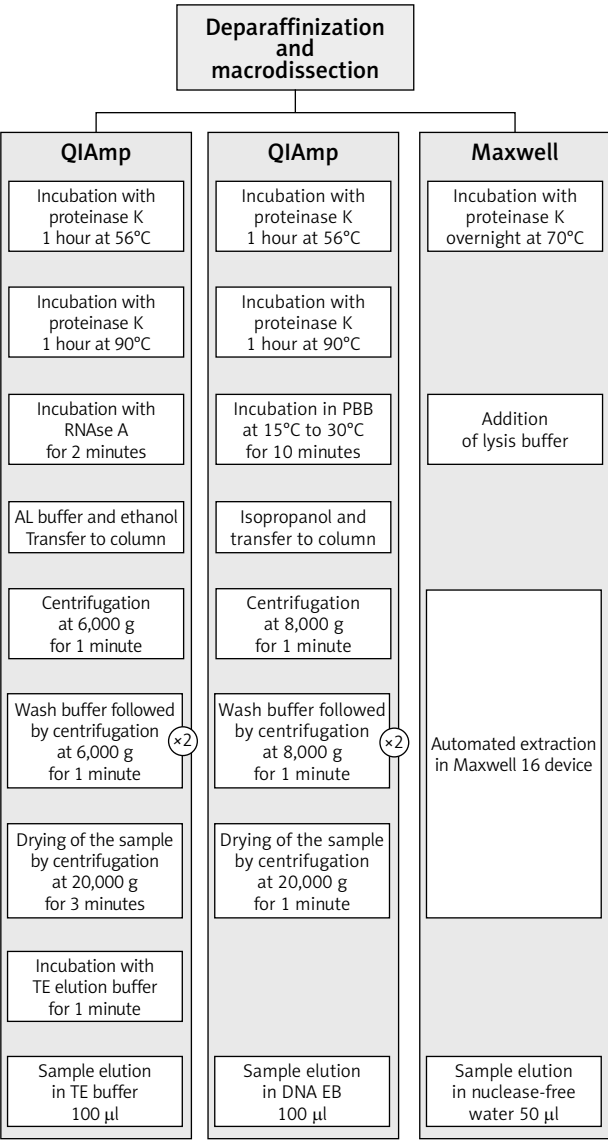 Deparaffinization
and
macrodissection
QIAmp
Incubation with
proteinase K
1 hour at 56°C
Incubation with
proteinase K
1 hour at 90°C
Incubation with
RNAse A
for 2 minutes
AL buffer and ethanol
Transfer to column
Centrifugation
at 6,000 g
for 1 minute
Wash buffer followed
by centrifugation
at 6,000 g
for 1 minute
×2
Drying of the sample
by centrifugation
at 20,000 g
for 3 minutes
Incubation with
TE elution buffer
for 1 minute
Sample elution
in TE buffer
100 μl
QIAmp
Incubation with
proteinase K
1 hour at 56°C
Incubation with
proteinase K
1 hour at 90°C
Incubation in PBB
at 15°C to 30°C
for 10 minutes
Isopropanol and
transfer to column
Centrifugation
at 8,000 g
for 1 minute
Wash buffer followed
by centrifugation
at 8,000 g
for 1 minute
×2
Drying of the sample
by centrifugation
at 20,000 g
for 1 minute
Sample elution
in DNA EB
100 μl
Maxwell
Incubation with
proteinase K
overnight at 70°C
Addition
of lysis buffer
Automated extraction
in Maxwell 16 device
Sample elution
in nuclease-free
water 50 μl